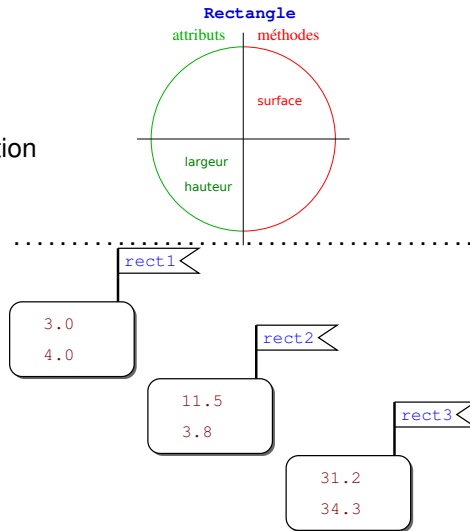 Rectangle
attributs méthodes
surface
tion
largeur
hauteur
rect1
3.0
4.0
rect2
11.5
3.8
rect3
31.2
34.3